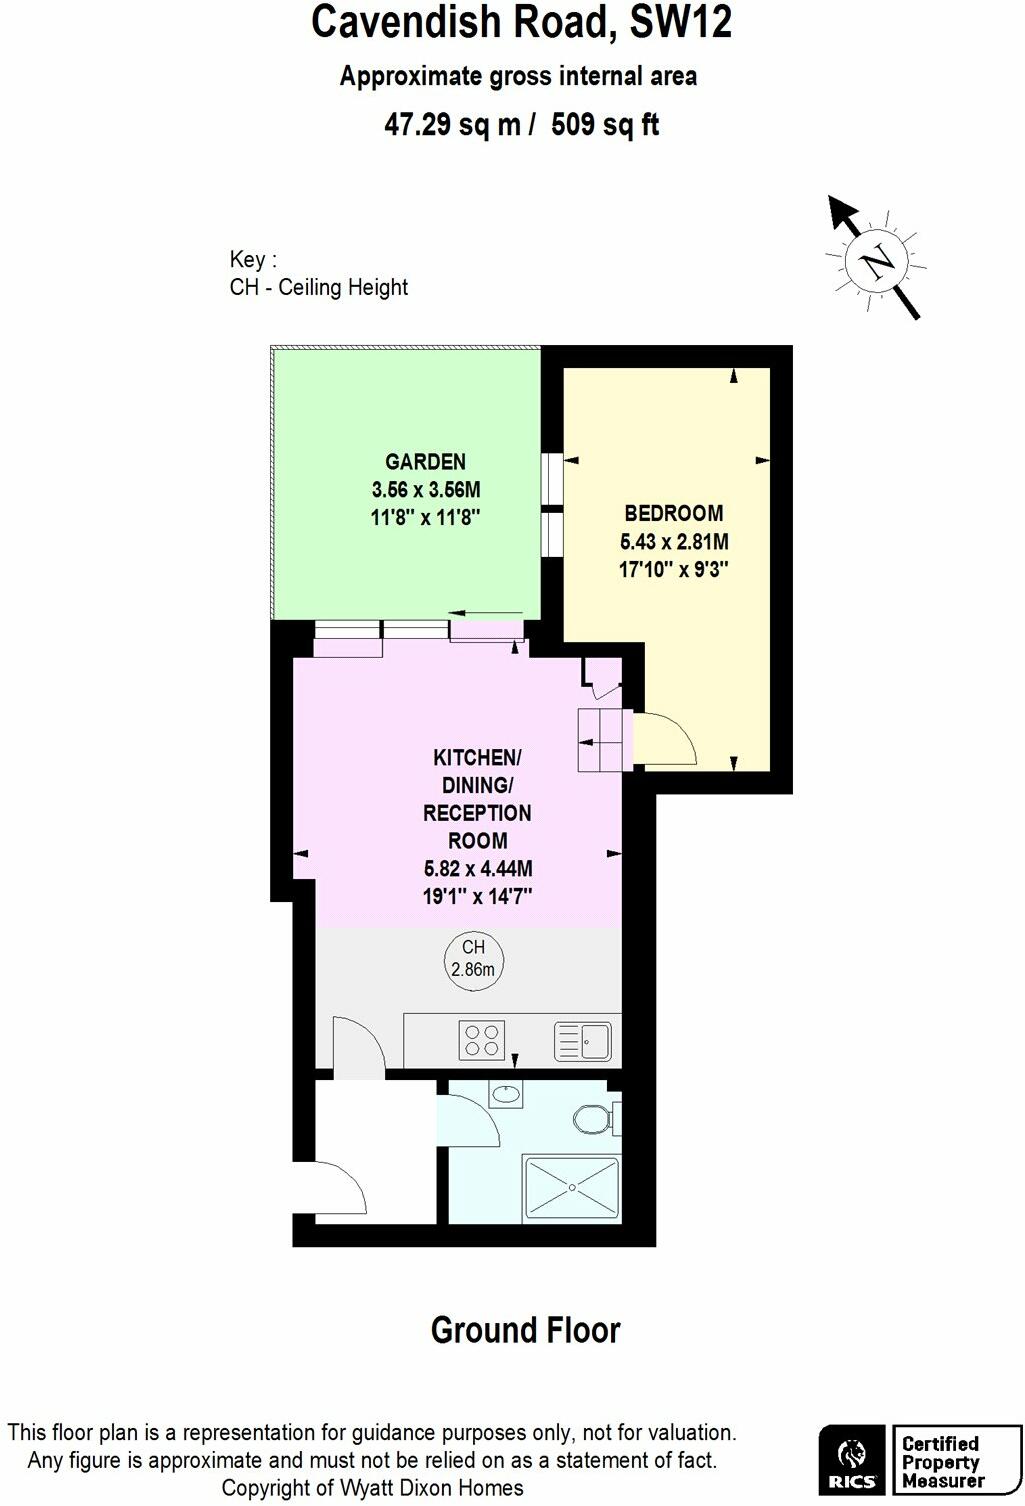 Cavendish Road, SW12
Approximate gross internal area
47.29 sq m / 509 sq ft
N
Key :
CH - Ceiling Height
GARDEN
3.56 x 3.56M
11'8" x 11'8"
BEDROOM
5.43 x 2.81M
17'10" x 9'3"
KITCHEN/
DINING/
RECEPTION
ROOM
5.82 x 4.44M
19'1" x 14'7"
CH
2.86m
Ground Floor
This floor plan is a representation for guidance purposes only, not for valuation.
Any figure is approximate and must not be relied on as a statement of fact.
Copyright of Wyatt Dixon Homes
RICS
Certified
Property
Measurer